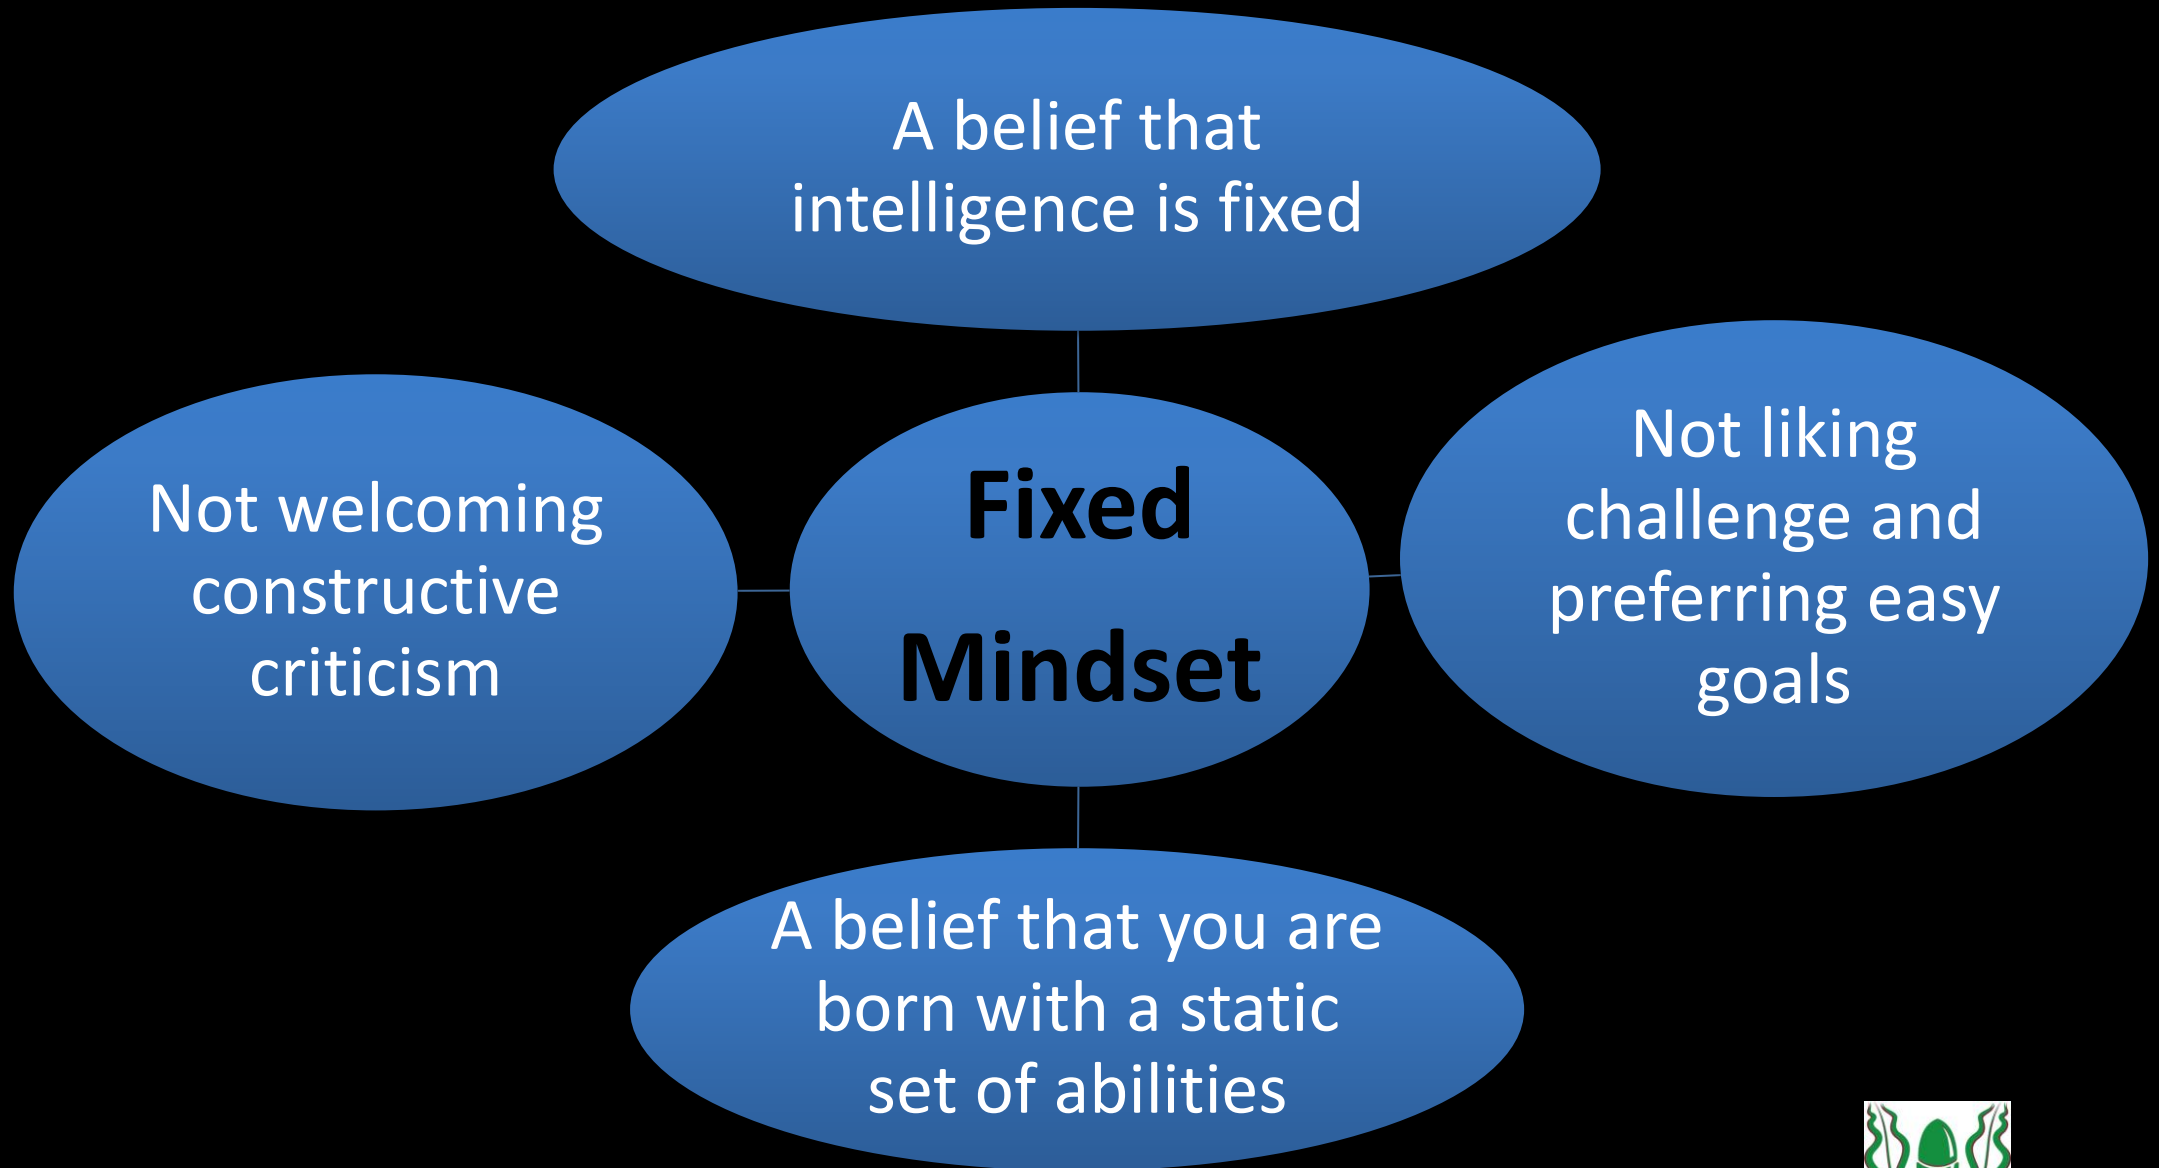 A belief that
intelligence is fixed
Not welcoming
constructive
criticism
Fixed
Mindset
Not liking
challenge and
preferring easy
goals
A belief that you are
born with a static
set of abilities